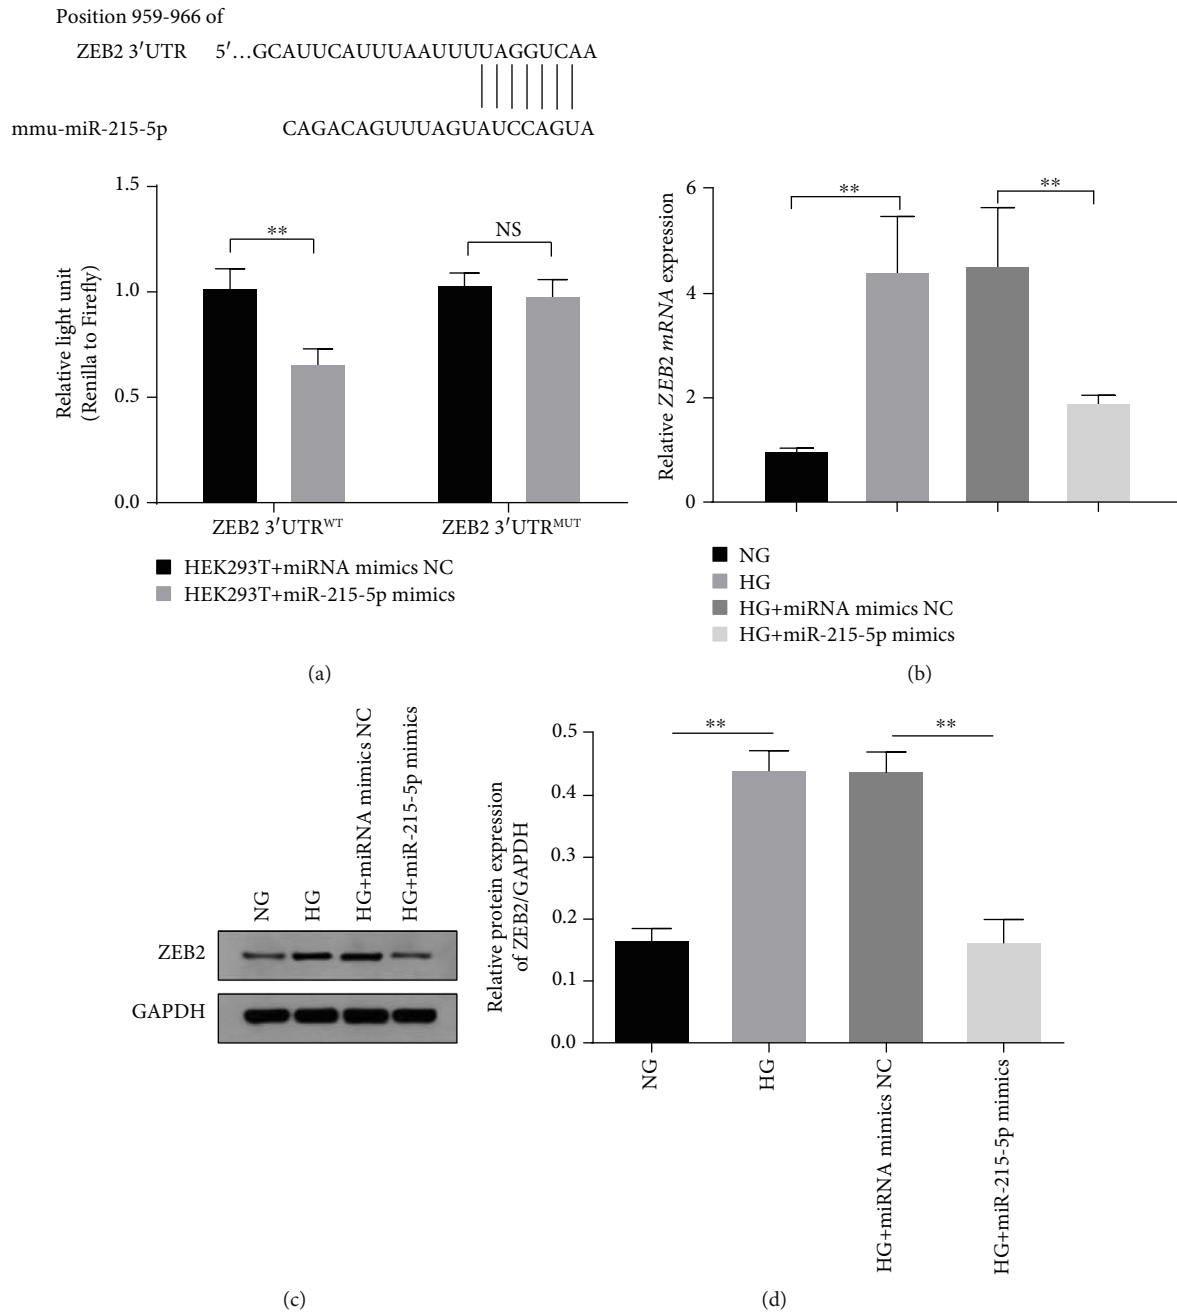 Position 959-966 of
ZEB2 3′UTR 5′…GCAUUCAUUUAAUUUUAGGUCAA
mmu-miR-215-5p CAGACAGUUUAGUAUCCAGUA
Relative light unit
(Renilla to Firefly)
1.5
1.0
0.5
0.0
**
NS
ZEB2 3′UTRWT
ZEB2 3′UTRMUT
HEK293T+miRNA mimics NC
HEK293T+miR-215-5p mimics
(a)
Relative ZEB2 mRNA expression
6
4
2
0
**
**
NG
HG
HG+miRNA mimics NC
HG+miR-215-5p mimics
(b)
NG
HG
HG+miRNA mimics NC
HG+miR-215-5p mimics
ZEB2
GAPDH
(c)
Relative protein expression
of ZEB2/GAPDH
0.5
0.4
0.3
0.2
0.1
0.0
**
**
NG
HG
HG+miRNA mimics NC
HG+miR-215-5p mimics
(d)